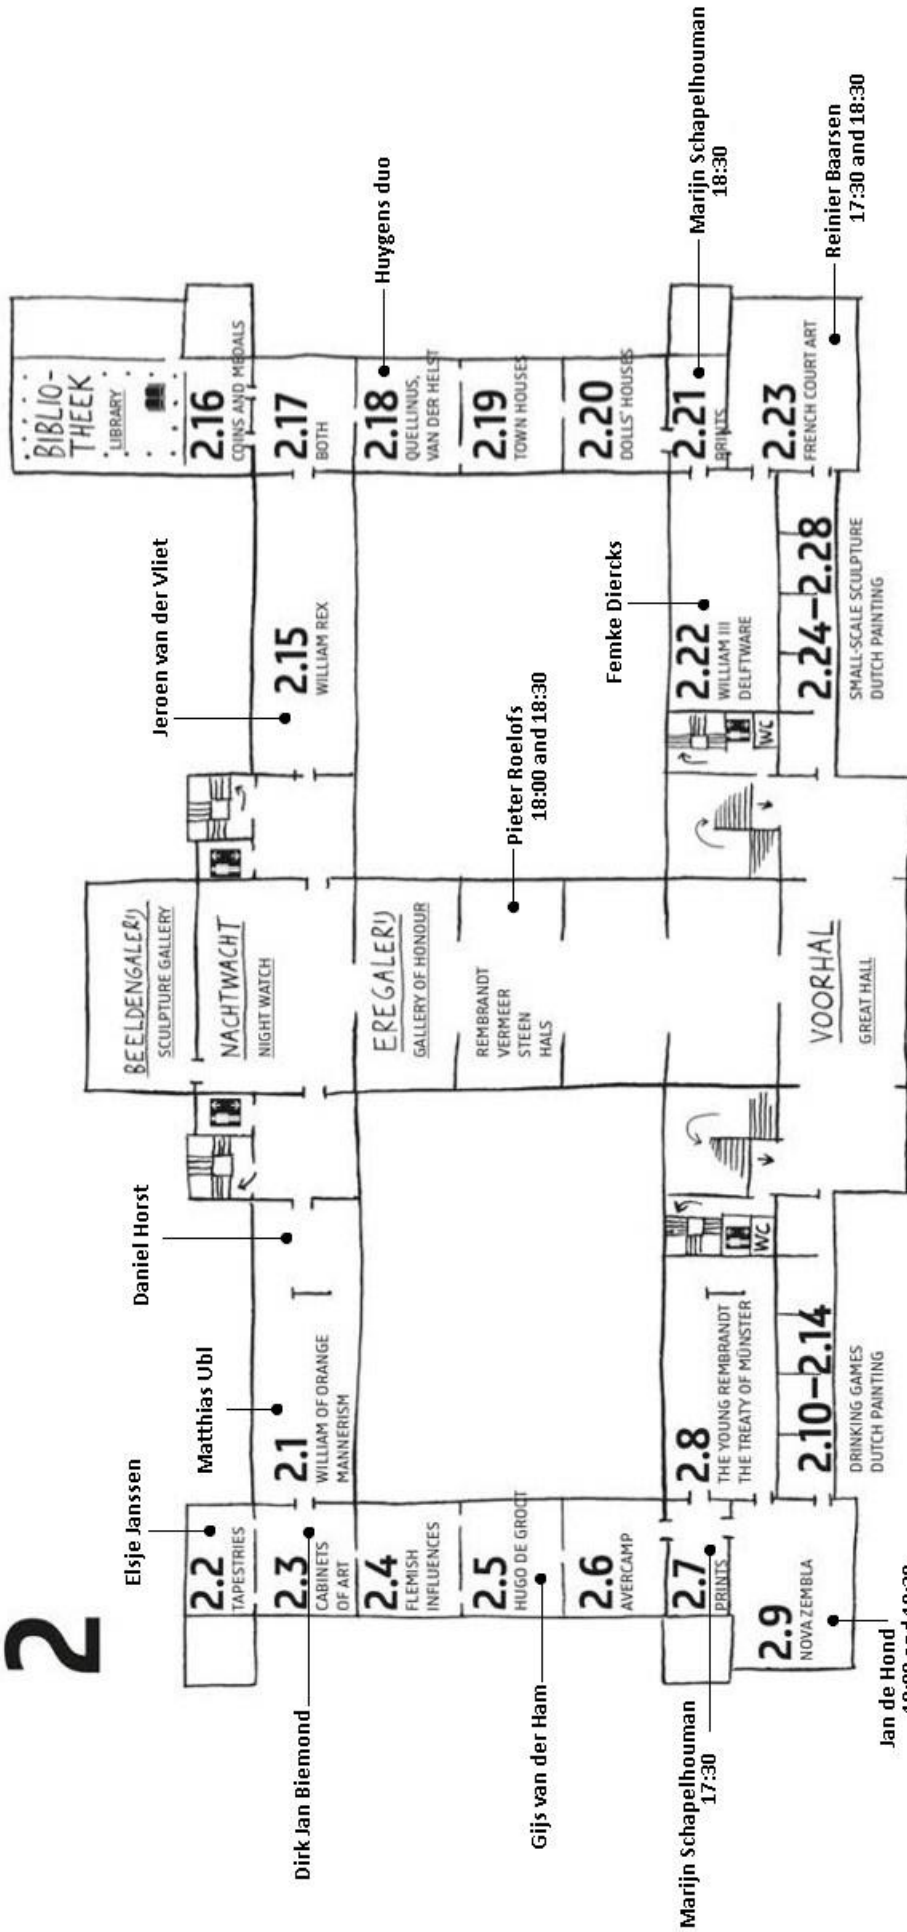 2
Elsje Janssen
2.2
TAPESTRIES
Matthias Ubl
Daniel Horst
2.1
WILLIAM OF ORANGE
MANNERISM
2.3
CABINETS
OF ART
Dirk Jan Biemond
2.4
FLEMISH
INFLUENCES
2.5
HUGO DE GROOT
Gijs van der Ham
2.6
AVERCAMP
2.7
PRINTS
Marijn Schapelhouman
17:30
2.8
THE YOUNG REMBRANDT
THE TREATY OF MÜNSTER
2.9
NOVA ZEMBLA
Jan de Hond
2.10–2.14
DRINKING GAMES
DUTCH PAINTING
WC
BEELDENGALERIJ
SCULPTURE GALLERY
NACHTWACHT
NIGHT WATCH
EREGALERIJ
GALLERY OF HONOUR
REMBRANDT
VERMEER
STEEN
HALS
Pieter Roelofs
18:00 and 18:30
VOORHAL
GREAT HALL
Jeroen van der Vliet
2.15
WILLIAM REX
BIBLIO-
THEEK
LIBRARY
2.16
COINS AND MEDALS
2.17
BOTH
2.18
QUELLINUS,
VAN DER HELST
Huygens duo
2.19
TOWN HOUSES
2.20
DOLLS' HOUSES
2.21
PRINTS
Marijn Schapelhouman
18:30
Femke Diercks
2.22
WILLIAM III
DELFTWARE
WC
2.23
FRENCH COURT ART
Reinier Baarsen
17:30 and 18:30
2.24–2.28
SMALL-SCALE SCULPTURE
DUTCH PAINTING